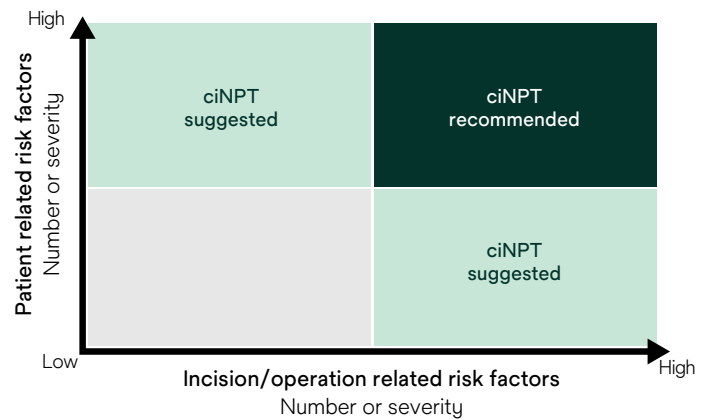 High
Patient related risk factors
Number or severity
ciNPT
suggested
ciNPT
recommended
ciNPT
suggested
Low
High
Incision/operation related risk factors
Number or severity